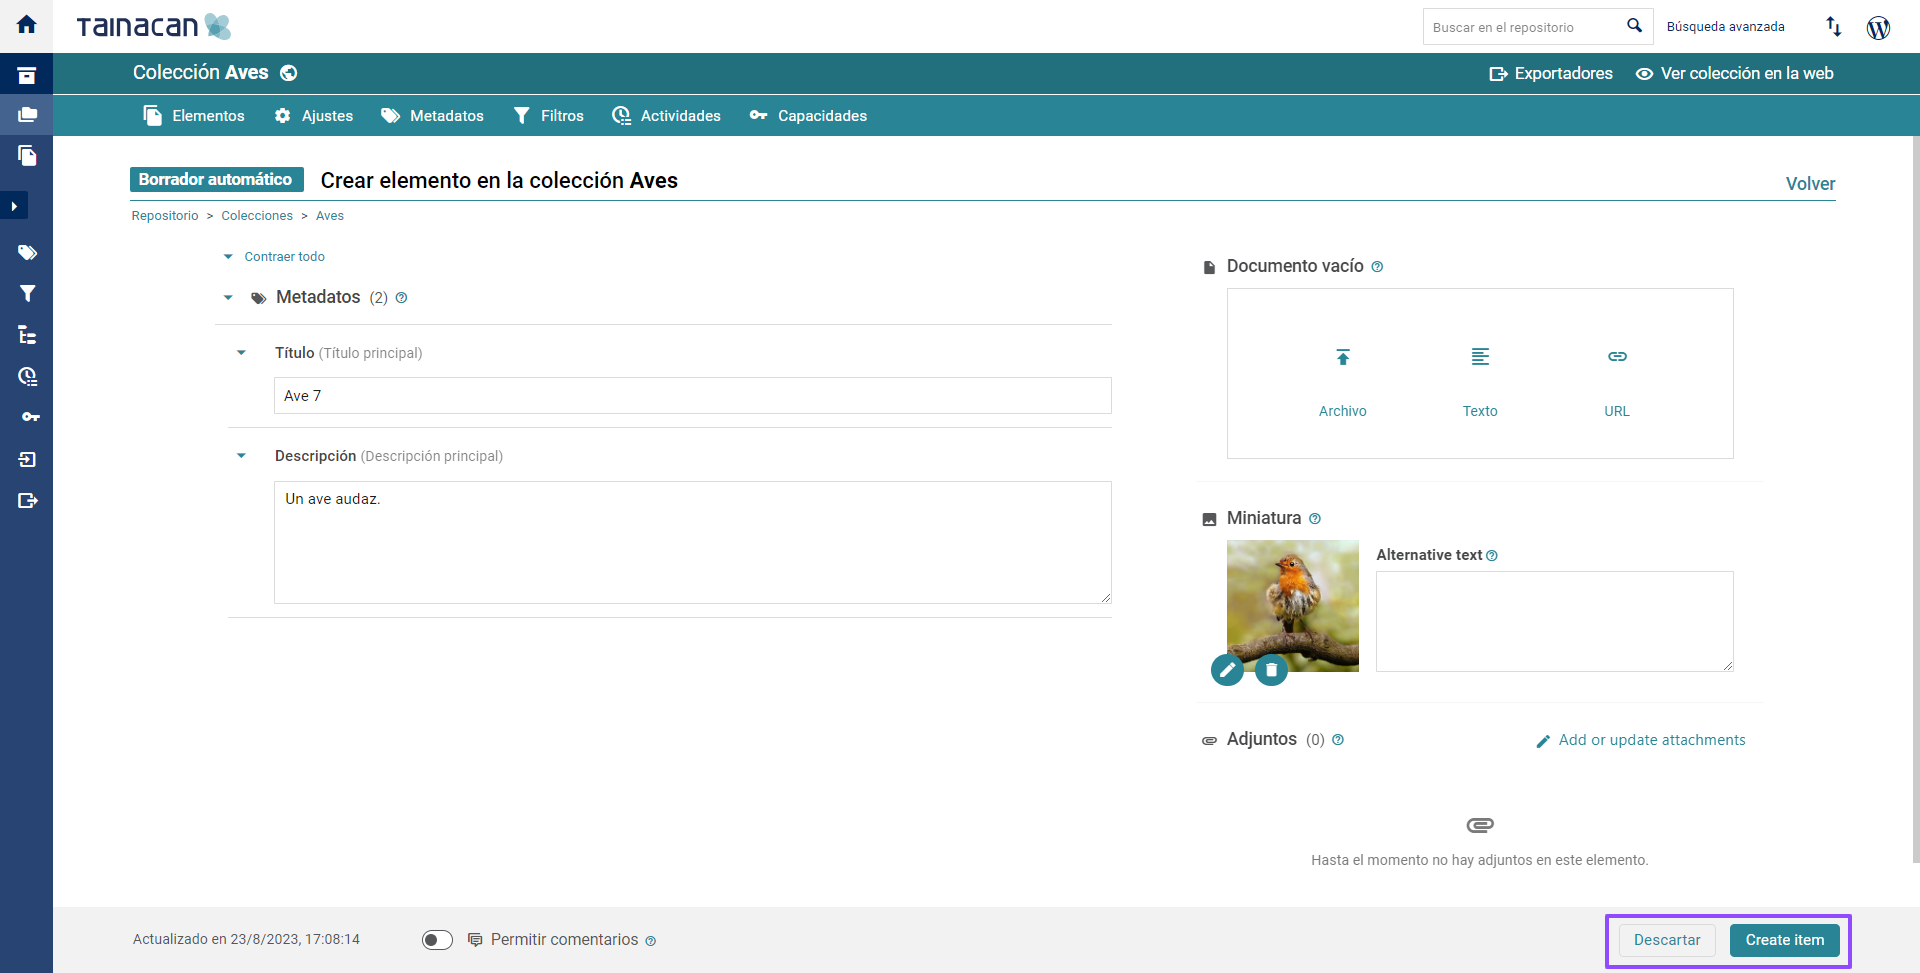 TAINACAN
Buscar en el repositorio
Búsqueda avanzada
Colección Aves
Exportadores
Ver colección en la web
Elementos
Ajustes
Metadatos
Filtros
Actividades
Capacidades
Borrador automático
Crear elemento en la colección Aves
Volver
Repositorio > Colecciones > Aves
Contraer todo
Metadatos (2)
Título (Título principal)
Ave 7
Descripción (Descripción principal)
Un ave audaz.
Documento vacío
Archivo
Texto
URL
Miniatura
Alternative text
Adjuntos (0)
Add or update attachments
Hasta el momento no hay adjuntos en este elemento.
Actualizado en 23/8/2023, 17:08:14
Permitir comentarios
Descartar
Create item